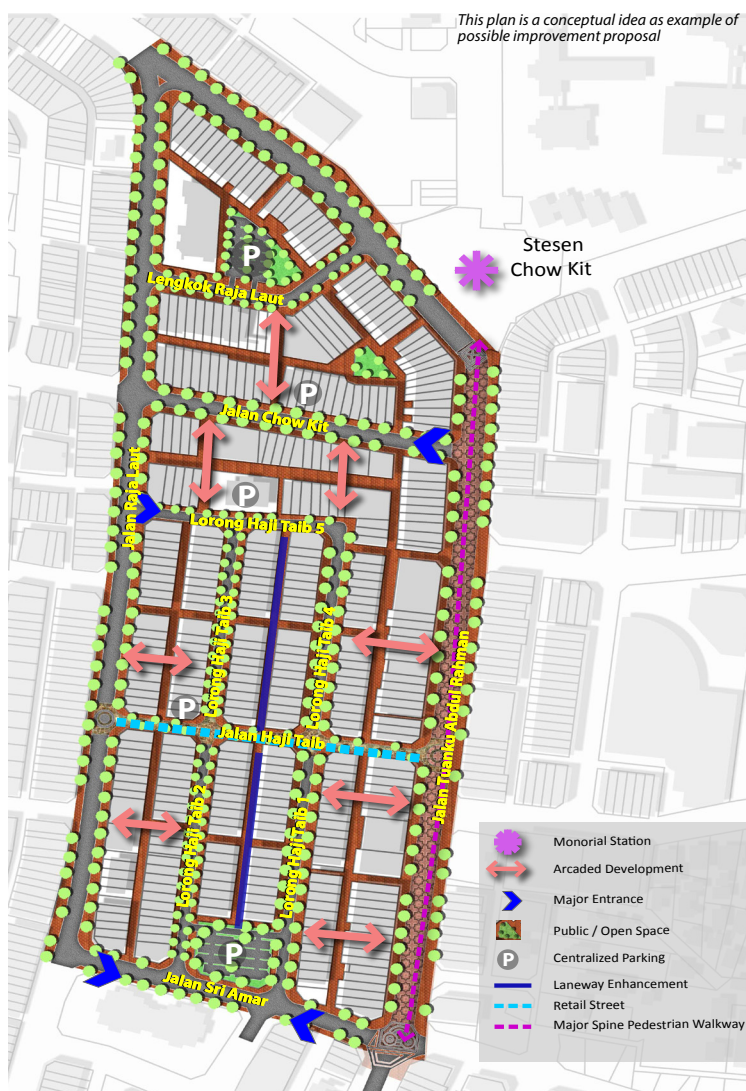 This plan is a conceptual idea as example of
possible improvement proposal
Stesen
Chow Kit
P
Lengkok Raja Laut
P
Jalan Chow Kit
Jalan Raja Laut
P
Lorong Haji Taib 5
Lorong Haji Taib 3
Lorong Haji Taib 4
Jalan Tuanku Abdul Rahman
P
Jalan Haji Taib
Lorong Haji Taib 2
Lorong Haji Taib 1
P
Jalan Sri Amar
Monorial Station
Arcaded Development
Major Entrance
Public / Open Space
P
Centralized Parking
Laneway Enhancement
Retail Street
Major Spine Pedestrian Walkway